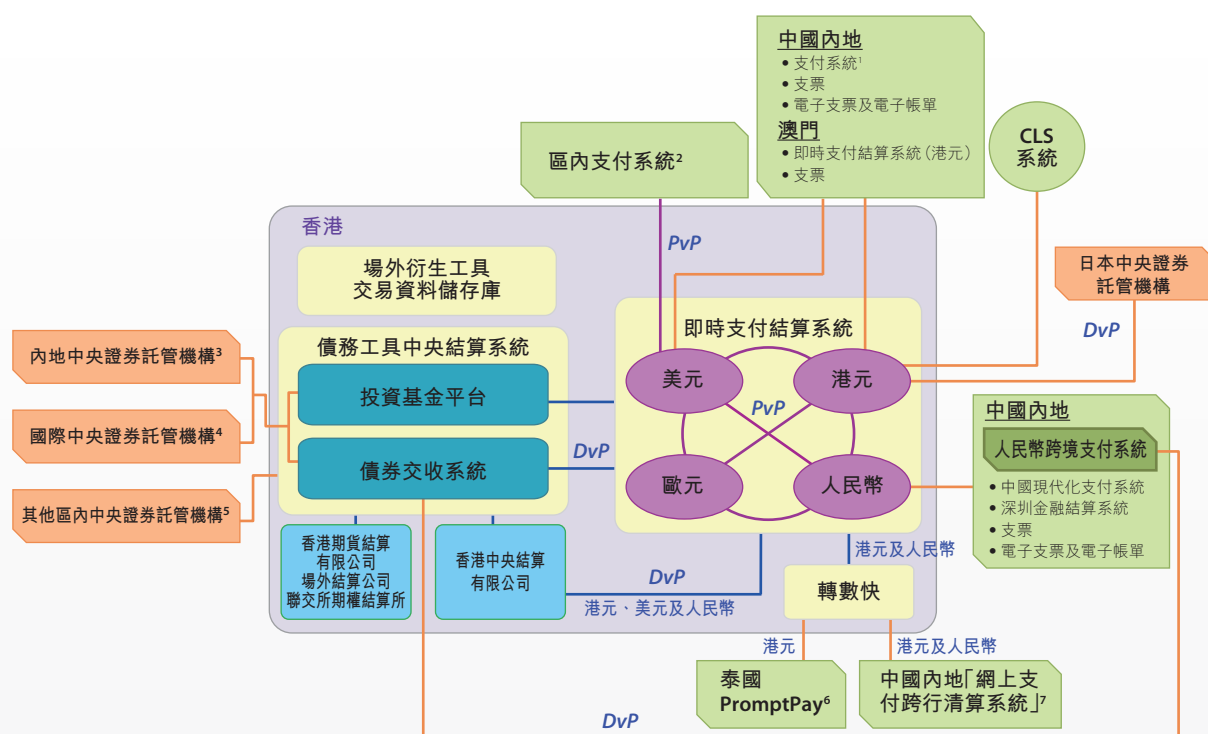 中國內地
• 支付系統¹
• 支票
• 電子支票及電子帳單
澳門
• 即時支付結算系統（港元）
• 支票
區內支付系統²
CLS
系統
香港
PvP
場外衍生工具
交易資料儲存庫
日本中央證券
託管機構
DvP
即時支付結算系統
債務工具中央結算系統
內地中央證券託管機構³
投資基金平台
美元
港元
PvP
國際中央證券託管機構⁴
DvP
債券交收系統
歐元
人民幣
其他區內中央證券託管機構⁵
中國內地
人民幣跨境支付系統
• 中國現代化支付系統
• 深圳金融結算系統
• 支票
• 電子支票及電子帳單
香港期貨結算
有限公司
場外結算公司
聯交所期權結算所
香港中央結算
有限公司
DvP
港元、美元及人民幣
港元及人民幣
轉數快
港元
港元及人民幣
泰國
PromptPay⁶
中國內地「網上支
付跨行清算系統」⁷
DvP